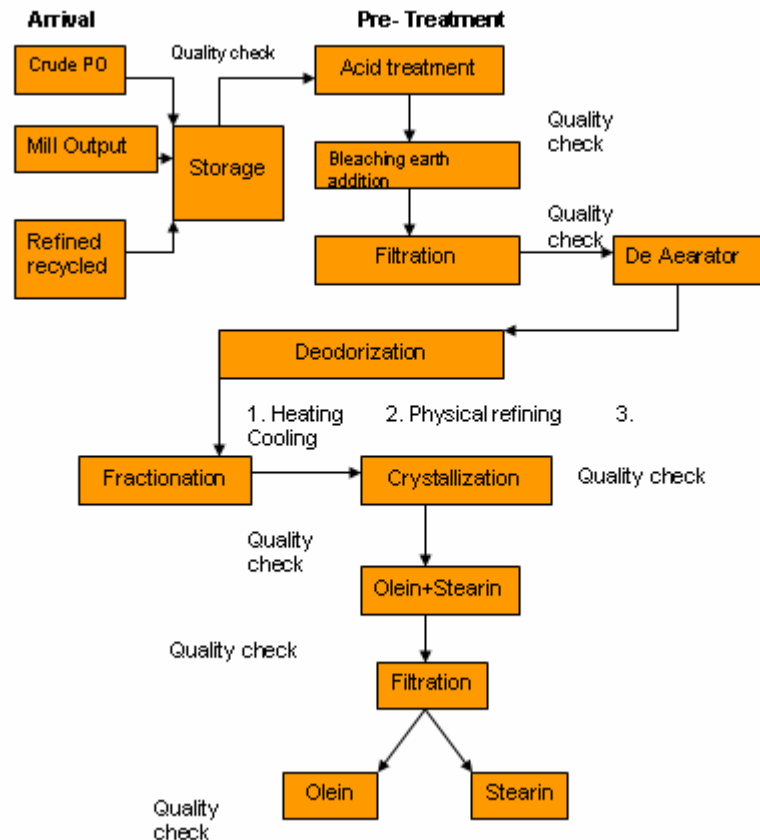 Arrival
Pre- Treatment
Crude PO
Quality check
Acid treatment
Mill Output
Storage
Quality
check
Bleaching earth
addition
Refined
recycled
Filtration
Quality
check
De Aearator
Deodorization
1. Heating 2. Physical refining 3.
Cooling
Fractionation
Crystallization
Quality check
Quality
check
Olein+Stearin
Quality check
Filtration
Olein
Stearin
Quality
check